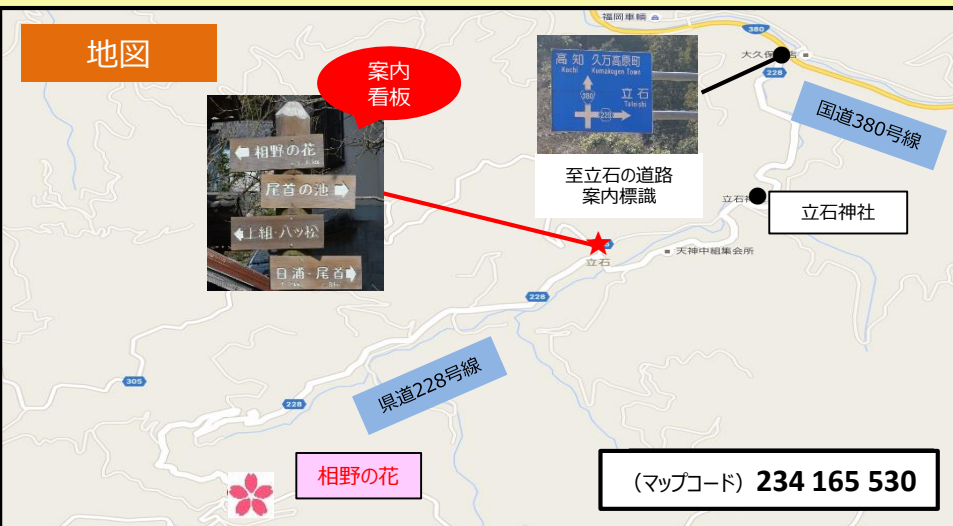 地図
案内
看板
相野の花
尾首の池
上組・八ッ松
日浦・尾首
高知 久万高原町
Kochi Kumakogen Town
380
立石
Tateishi
228
至立石の道路
案内標識
福岡車輌
380
大久保
228
国道380号線
立石神社
立石
天神中組集会所
228
県道228号線
305
228
相野の花
（マップコード） 234 165 530